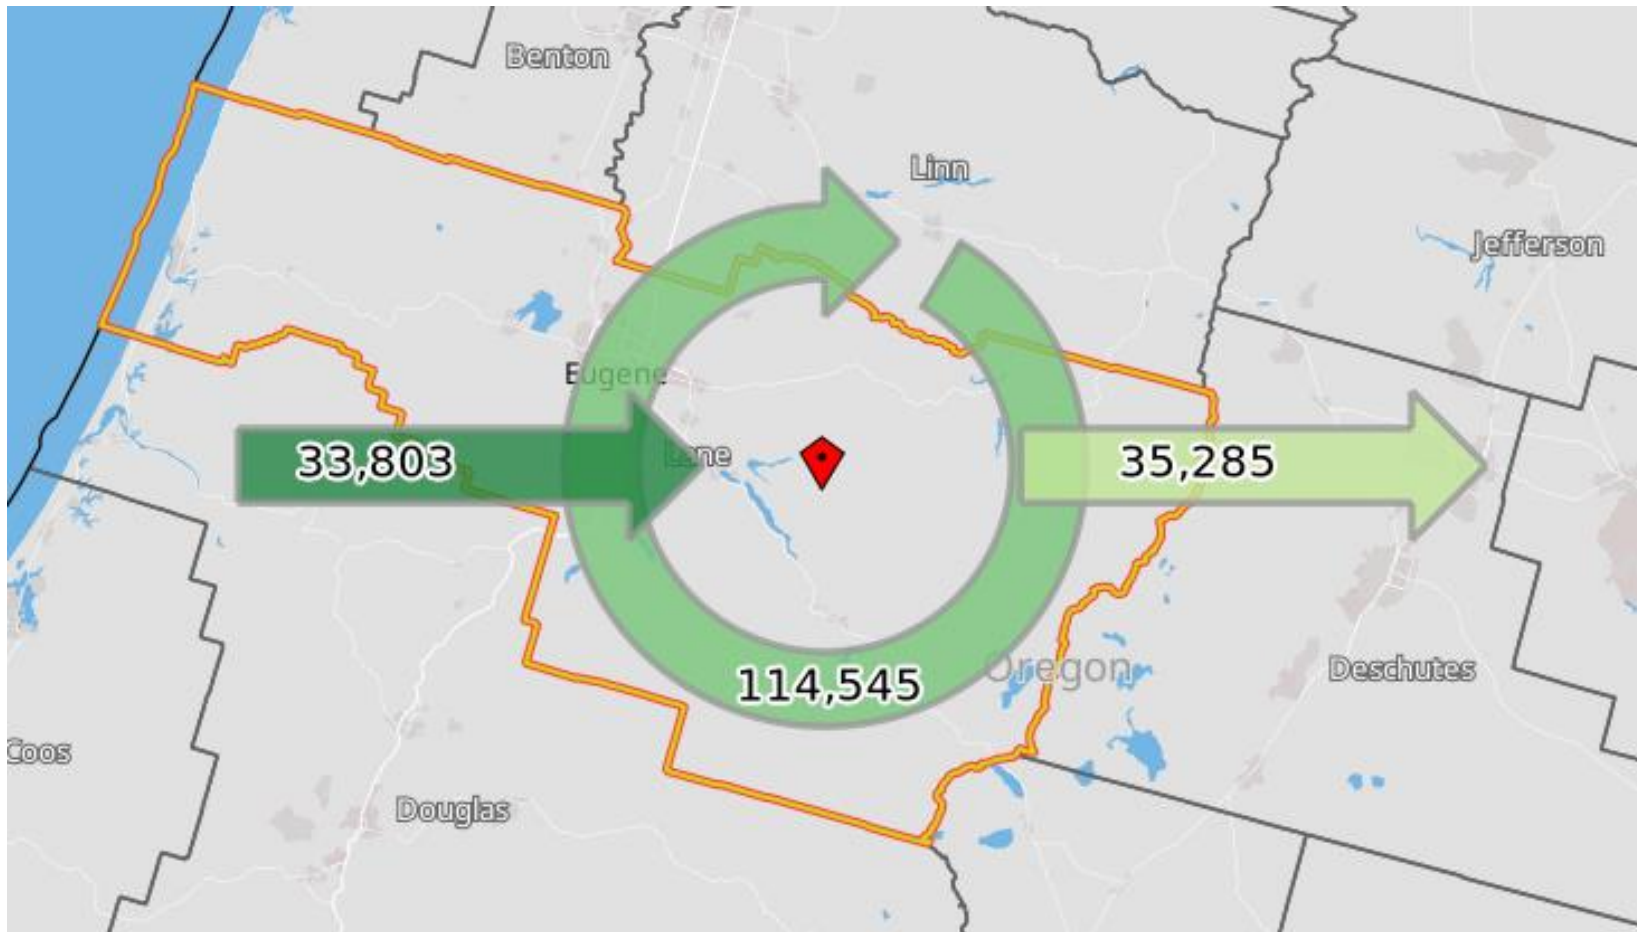 Benton
Linn
Jefferson
Eugene
Lane
33,803
35,285
Oregon
Deschutes
114,545
Coos
Douglas